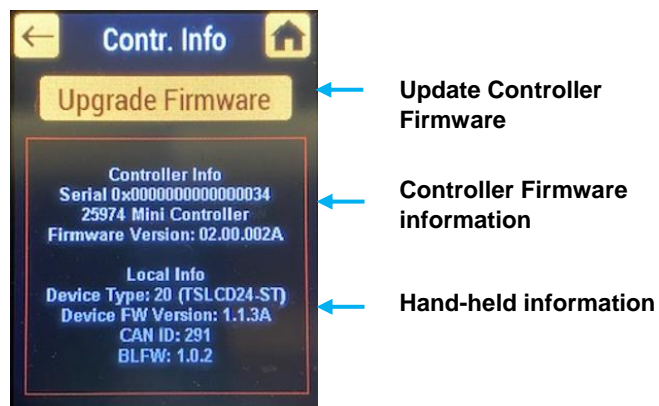 Contr. Info
Upgrade Firmware
Update Controller
Firmware
Controller Info
Serial 0x0000000000000034
25974 Mini Controller
Firmware Version: 02.00.002A
Controller Firmware
information
Local Info
Device Type: 20 (TSLCD24-ST)
Device FW Version: 1.1.3A
CAN ID: 291
BLFW: 1.0.2
Hand-held information